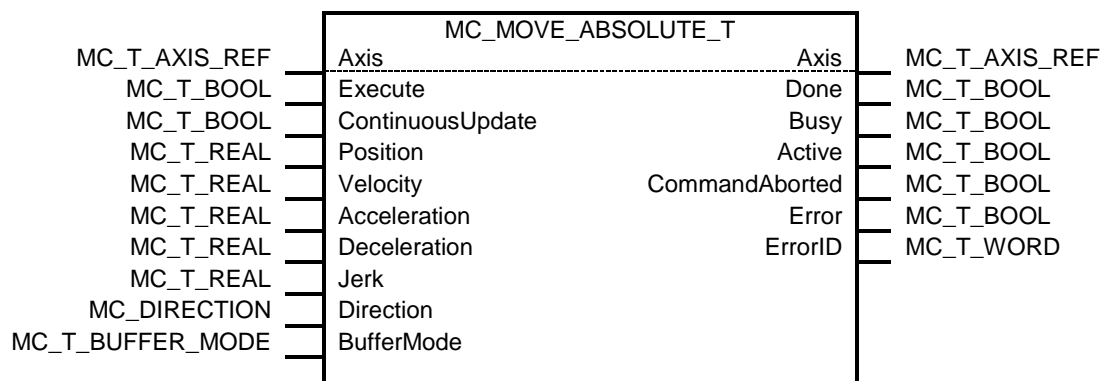 MC_MOVE_ABSOLUTE_T
MC_T_AXIS_REF Axis Axis MC_T_AXIS_REF
MC_T_BOOL Execute Done MC_T_BOOL
MC_T_BOOL ContinuousUpdate Busy MC_T_BOOL
MC_T_REAL Position Active MC_T_BOOL
MC_T_REAL Velocity CommandAborted MC_T_BOOL
MC_T_REAL Acceleration Error MC_T_BOOL
MC_T_REAL Deceleration ErrorID MC_T_WORD
MC_T_REAL Jerk
MC_DIRECTION Direction
MC_T_BUFFER_MODE BufferMode